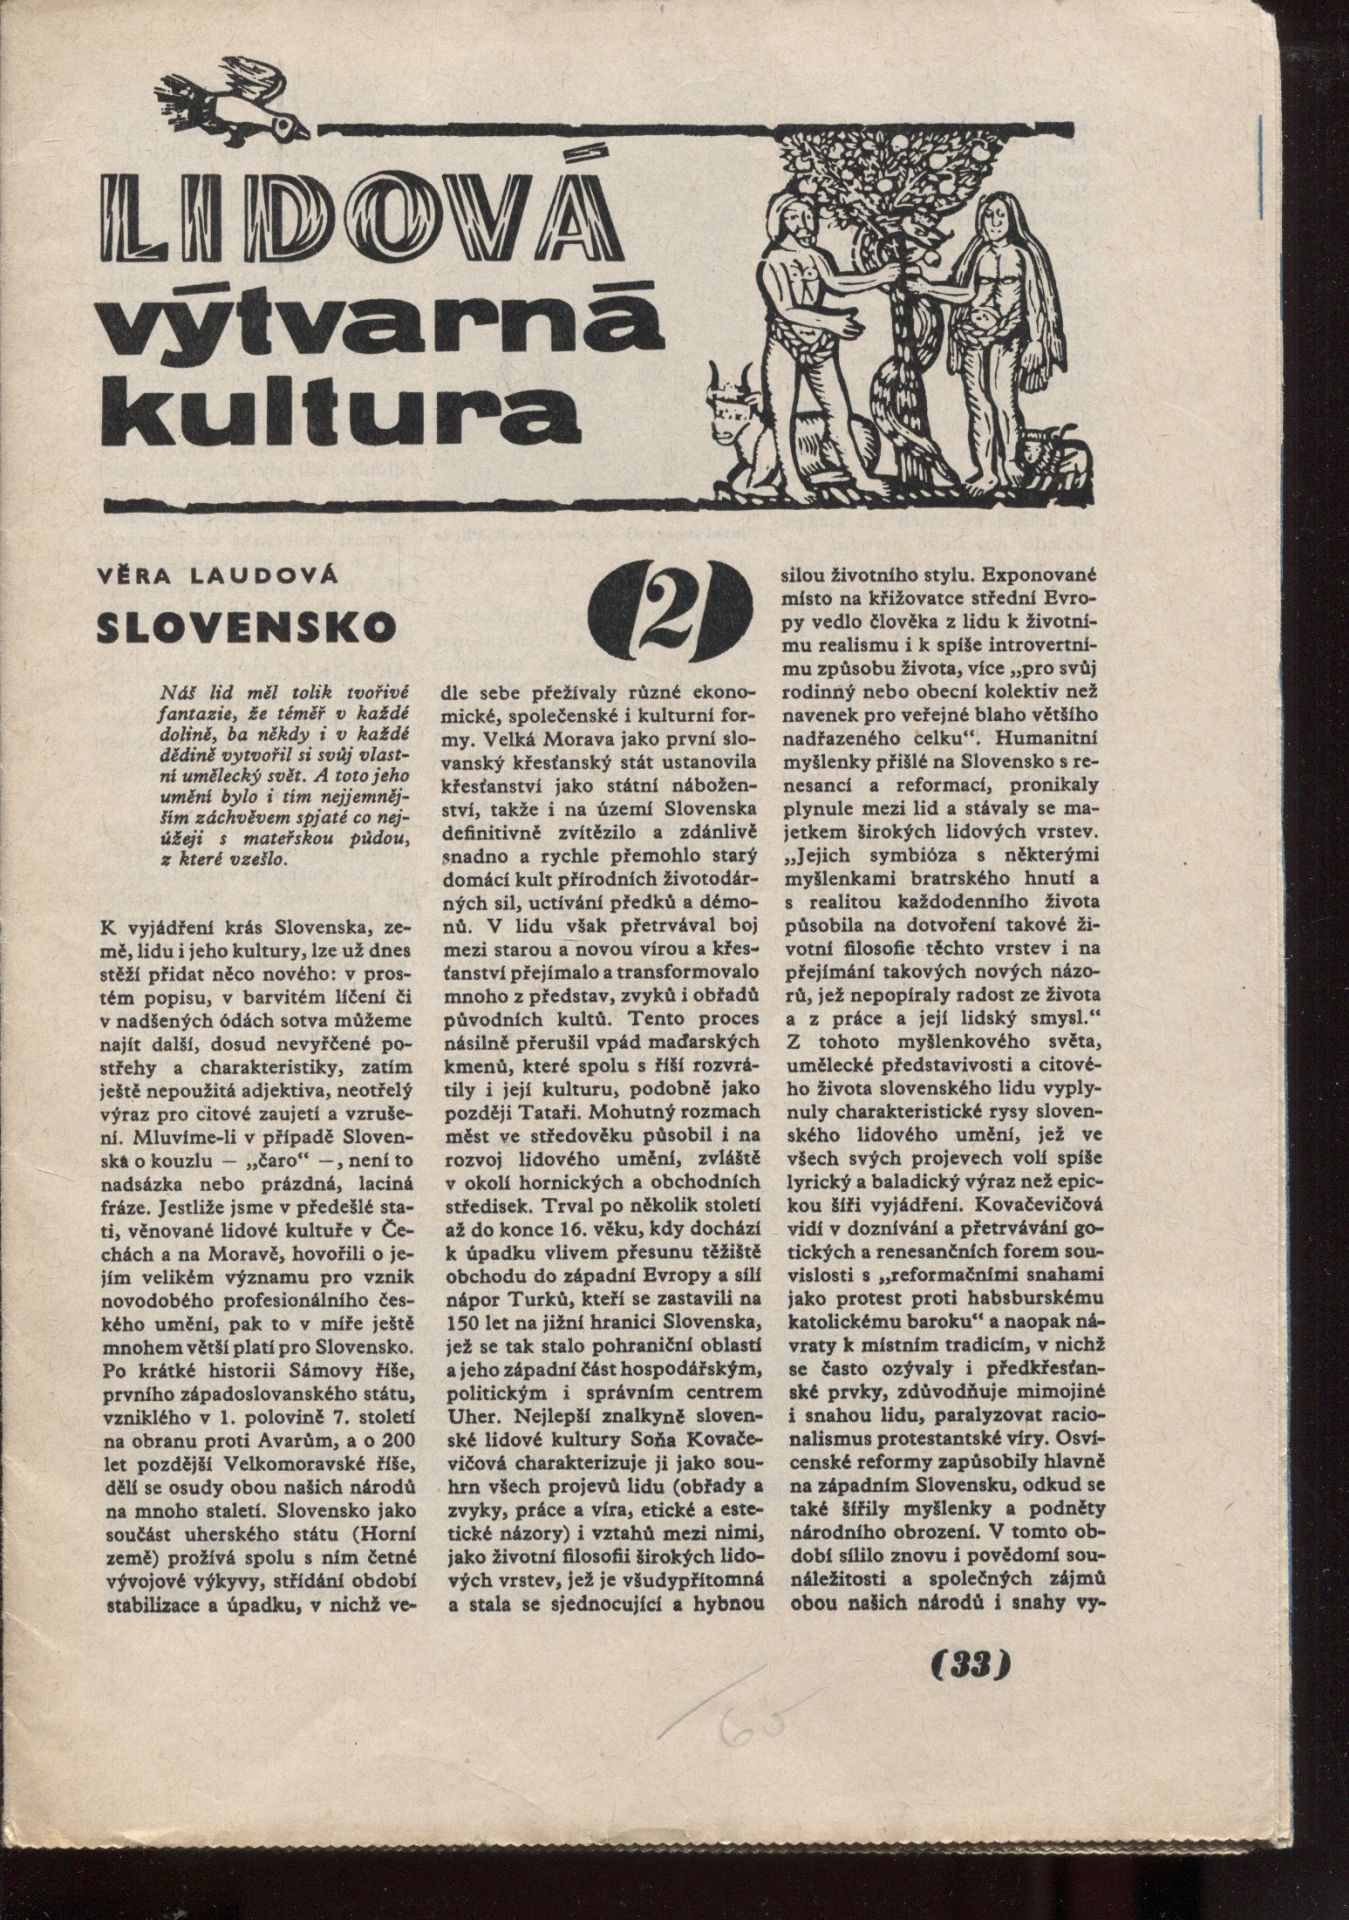 LIDOVÁ
výtvarná
kultura
VĚRA LAUDOVÁ
SLOVENSKO
(2)
Náš lid měl tolik tvořivé
fantazie, že téměř v každé
dolině, ba někdy i v každé
dědině vytvořil si svůj vlast-
ní umělecký svět. A toto jeho
umění bylo i tím nejjemněj-
ším záchvěvem spjaté co nej-
úžeji s mateřskou půdou,
z které vzešlo.
K vyjádření krás Slovenska, ze-
mě, lidu i jeho kultury, lze už dnes
stěží přidat něco nového: v pros-
tém popisu, v barvitém líčení či
v nadšených ódách sotva můžeme
najít další, dosud nevyřčené po-
střehy a charakteristiky, zatím
ještě nepoužitá adjektiva, neotřelý
výraz pro citové zaujetí a vzruše-
ní. Mluvíme-li v případě Sloven-
ska o kouzlu — „čaro“ —, není to
nadsázka nebo prázdná, laciná
fráze. Jestliže jsme v předešlé sta-
ti, věnované lidové kultuře v Če-
chách a na Moravě, hovořili o je-
jím velikém významu pro vznik
novodobého profesionálního čes-
kého umění, pak to v míře ještě
mnohem větší platí pro Slovensko.
Po krátké historii Sámovy říše,
prvního západoslovanského státu,
vzniklého v 1. polovině 7. století
na obranu proti Avarům, a o 200
let pozdější Velkomoravské říše,
dělí se osudy obou našich národů
na mnoho staletí. Slovensko jako
součást uherského státu (Horní
země) prožívá spolu s ním četné
vývojové výkyvy, střídání období
stabilizace a úpadku, v nichž ve-
dle sebe přežívaly různé ekono-
mické, společenské i kulturní for-
my. Velká Morava jako první slo-
vanský křesťanský stát ustanovila
křesťanství jako státní nábožen-
ství, takže i na území Slovenska
definitivně zvítězilo a zdánlivě
snadno a rychle přemohlo starý
domácí kult přírodních životodár-
ných sil, uctívání předků a démo-
nů. V lidu však přetrvával boj
mezi starou a novou vírou a křes-
ťanství přejímalo a transformovalo
mnoho z představ, zvyků i obřadů
původních kultů. Tento proces
násilně přerušil vpád maďarských
kmenů, které spolu s říší rozvrá-
tily i její kulturu, podobně jako
později Tataři. Mohutný rozmach
měst ve středověku působil i na
rozvoj lidového umění, zvláště
v okolí hornických a obchodních
středisek. Trval po několik století
až do konce 16. věku, kdy dochází
k úpadku vlivem přesunu těžiště
obchodu do západní Evropy a sílí
nápor Turků, kteří se zastavili na
150 let na jižní hranici Slovenska,
jež se tak stalo pohraniční oblastí
a jeho západní část hospodářským,
politickým i správním centrem
Uher. Nejlepší znalkyně sloven-
ské lidové kultury Soňa Kovače-
vičová charakterizuje ji jako sou-
hrn všech projevů lidu (obřady a
zvyky, práce a víra, etické a este-
tické názory) i vztahů mezi nimi,
jako životní filosofii širokých lido-
vých vrstev, jež je všudypřítomná
a stala se sjednocující a hybnou
silou životního stylu. Exponované
místo na křižovatce střední Evro-
py vedlo člověka z lidu k životní-
mu realismu i k spíše introvertní-
mu způsobu života, více „pro svůj
rodinný nebo obecní kolektiv než
navenek pro veřejné blaho většího
nadřazeného celku“. Humanitní
myšlenky přišlé na Slovensko s re-
nesancí a reformací, pronikaly
plynule mezi lid a stávaly se ma-
jetkem širokých lidových vrstev.
„Jejich symbióza s některými
myšlenkami bratrského hnutí a
s realitou každodenního života
působila na dotvoření takové ži-
votní filosofie těchto vrstev i na
přejímání takových nových názo-
rů, jež nepopíraly radost ze života
a z práce a její lidský smysl.“
Z tohoto myšlenkového světa,
umělecké představivosti a citové-
ho života slovenského lidu vyply-
nuly charakteristické rysy sloven-
ského lidového umění, jež ve
všech svých projevech volí spíše
lyrický a baladický výraz než epic-
kou šíři vyjádření. Kovačevičová
vidí v doznívání a přetrvávání go-
tických a renesančních forem sou-
vislosti s „reformačními snahami
jako protest proti habsburskému
katolickému baroku“ a naopak ná-
vraty k místním tradicím, v nichž
se často ozývaly i předkřesťan-
ské prvky, zdůvodňuje mimojiné
i snahou lidu, paralyzovat racio-
nalismus protestantské víry. Osví-
censké reformy zapůsobily hlavně
na západním Slovensku, odkud se
také šířily myšlenky a podněty
národního obrození. V tomto ob-
dobí sílilo znovu i povědomí sou-
náležitosti a společných zájmů
obou našich národů i snahy vy-
(33)